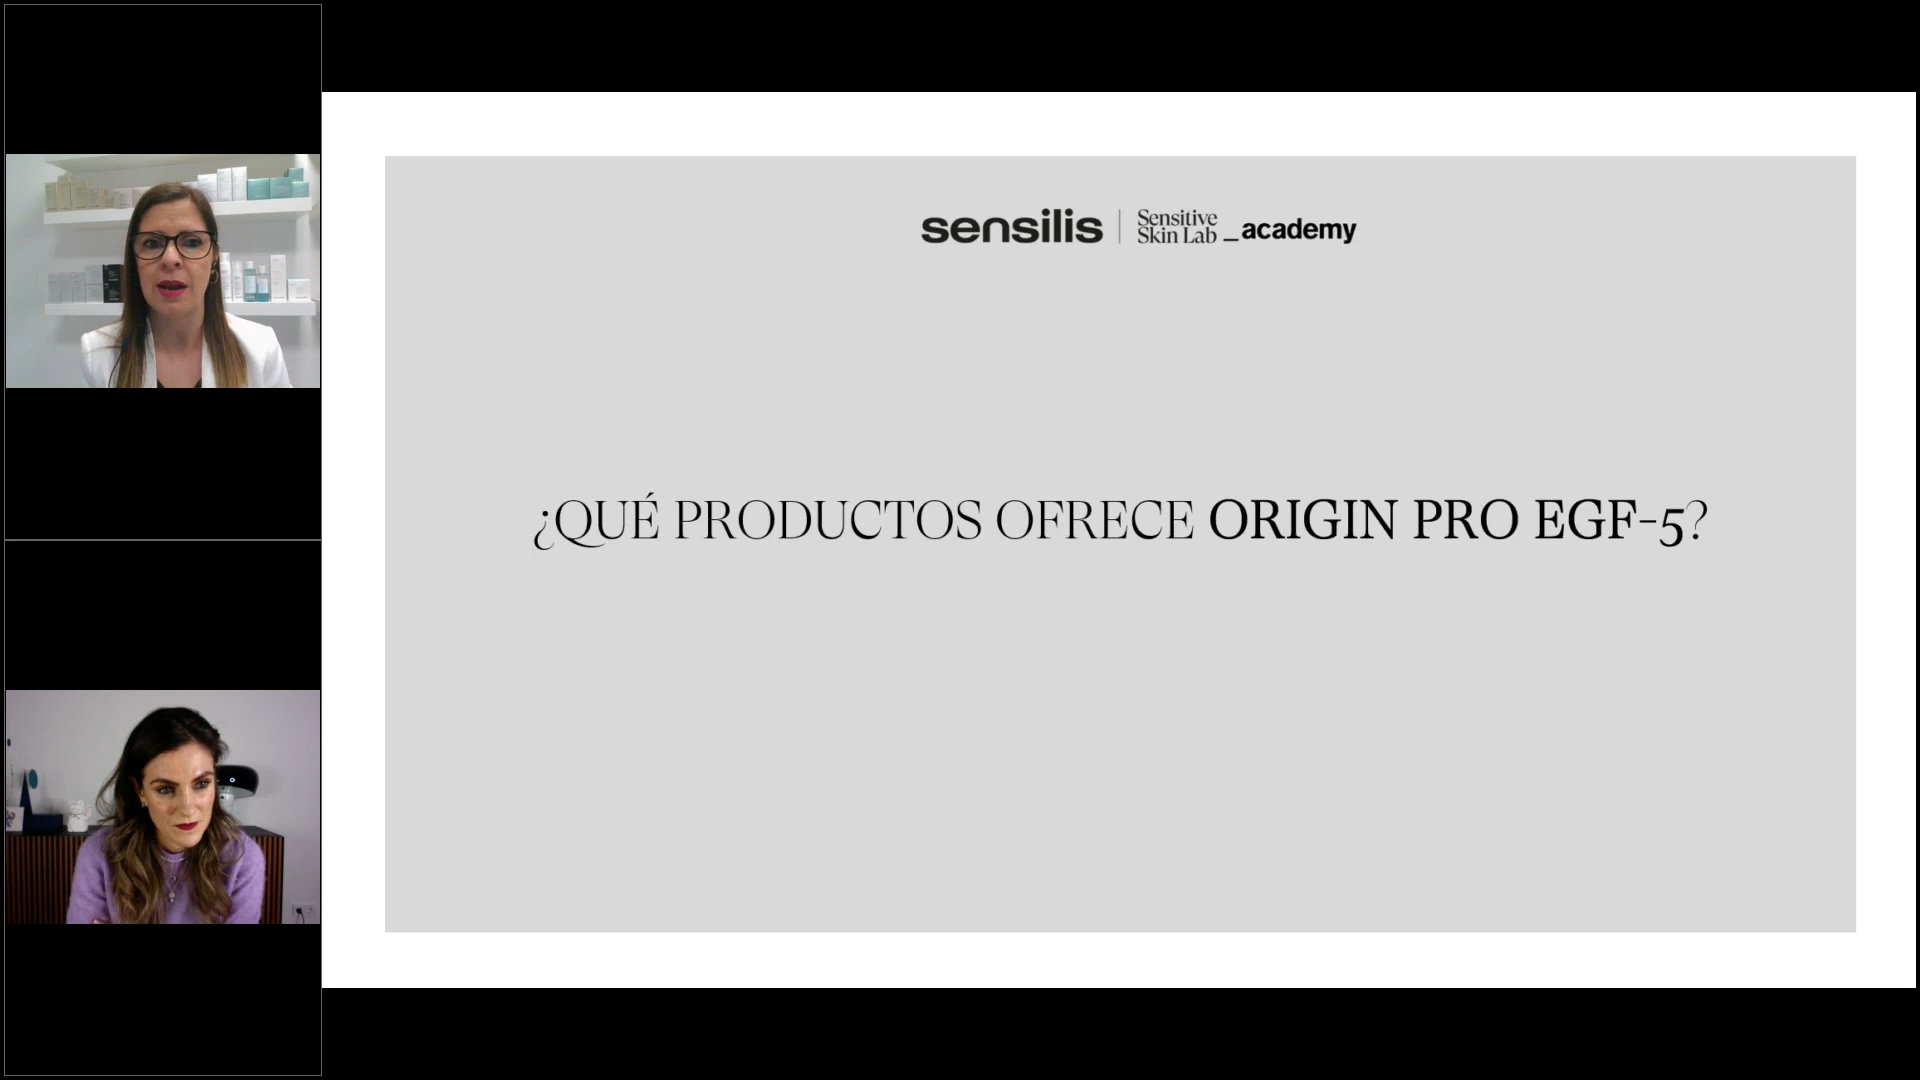 sensilis
Sensitive
Skin Lab _academy
¿QUÉ PRODUCTOS OFRECE ORIGIN PRO EGF-5?